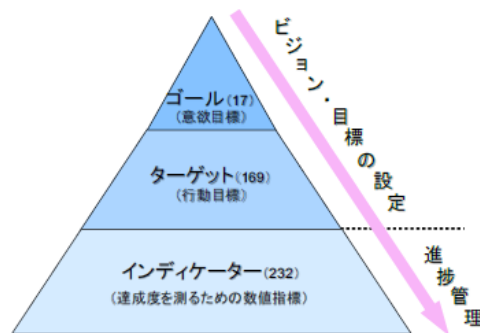 ゴール(17)
(意欲目標)
ターゲット(169)
(行動目標)
インディケーター(232)
(達成度を測るための数値指標)
ビジョン・目標の設定
進捗管理